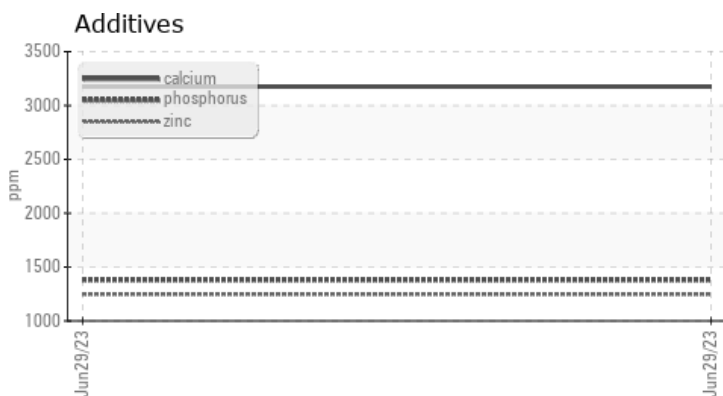 Additives
3500
calcium
3000
phosphorus
zinc
2500
ppm
2000
1500
1000
Jun29/23
Jun29/23